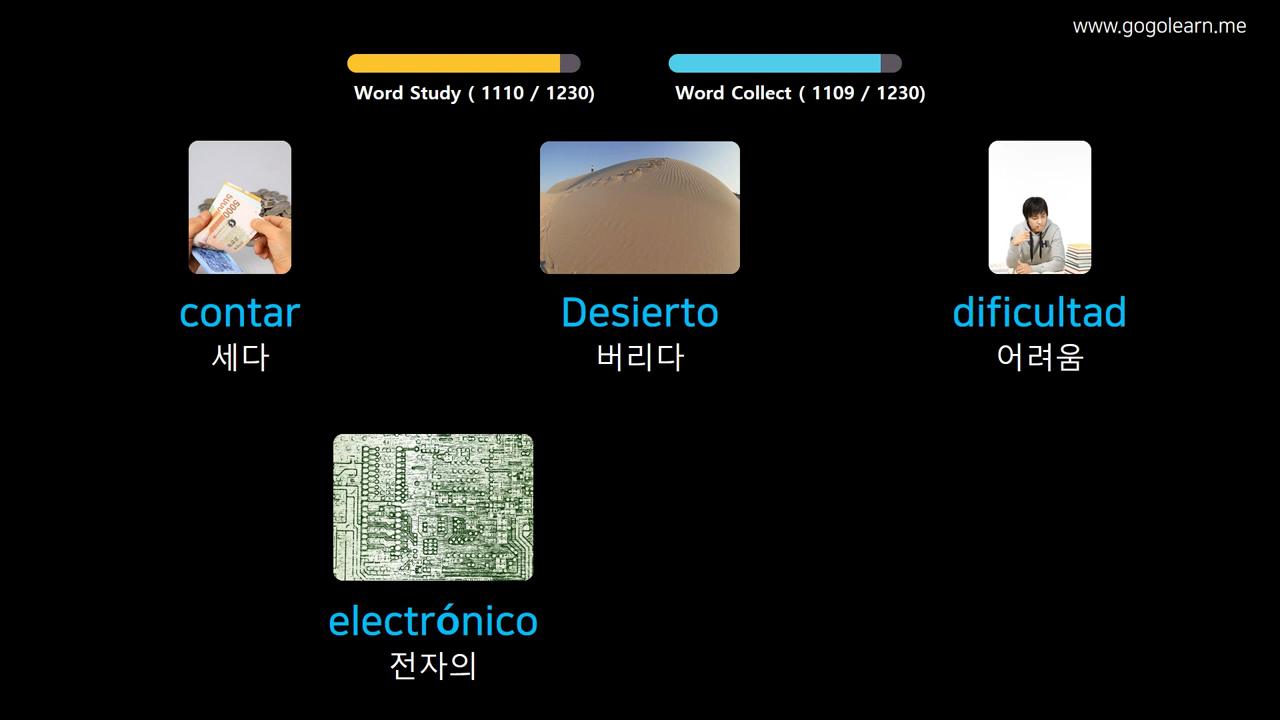 www.gogolearn.me
Word Study ( 1110 / 1230)
Word Collect ( 1109 / 1230)
contar
세다
Desierto
버리다
dificultad
어려움
electrónico
전자의